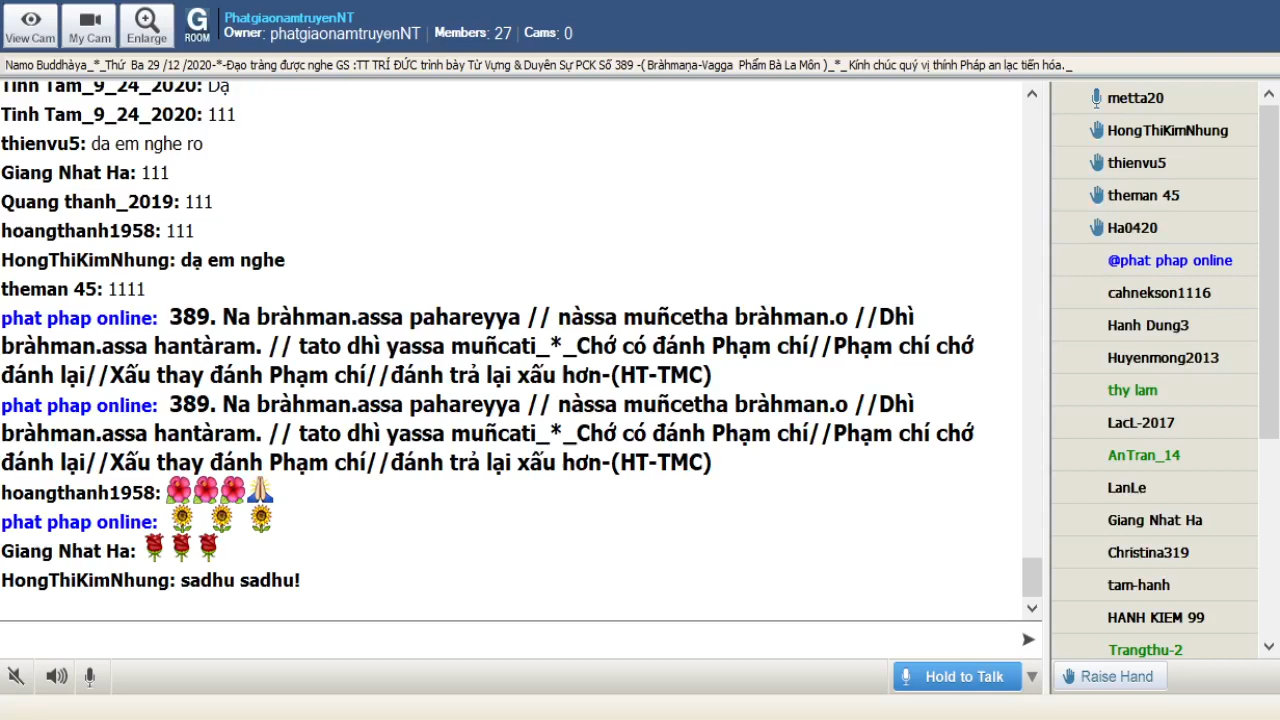 View Cam
My Cam
Enlarge
G
ROOM
PhatgiaonamtruyenNT
Owner: phatgiaonamtruyenNT | Members: 27 | Cams: 0
Namo Buddhàya_*_Thứ Ba 29 /12 /2020-*-Đạo tràng được nghe GS :TT TRÍ ĐỨC trình bày Từ Vựng & Duyên Sự PCK Số 389 -( Bràhmaṇa-Vagga Phẩm Bà La Môn )_*_ Kính chúc quý vị thính Pháp an lạc tiến hóa._
Tinh Tam_9_24_2020: Dạ
Tinh Tam_9_24_2020: 111
thienvu5: da em nghe ro
Giang Nhat Ha: 111
Quang thanh_2019: 111
hoangthanh1958: 111
HongThiKimNhung: dạ em nghe
theman 45: 1111
phat phap online: 389. Na bràhman.assa pahareyya // nàssa muñcetha bràhman.o //Dhì
bràhman.assa hantàram. // tato dhì yassa muñcati_*_Chớ có đánh Phạm chí//Phạm chí chớ
đánh lại//Xấu thay đánh Phạm chí//đánh trả lại xấu hơn-(HT-TMC)
phat phap online: 389. Na bràhman.assa pahareyya // nàssa muñcetha bràhman.o //Dhì
bràhman.assa hantàram. // tato dhì yassa muñcati_*_Chớ có đánh Phạm chí//Phạm chí chớ
đánh lại//Xấu thay đánh Phạm chí//đánh trả lại xấu hơn-(HT-TMC)
hoangthanh1958: 🌺🌺🌺🙏
phat phap online: 🌻 🌻 🌻
Giang Nhat Ha: 🌹🌹🌹
HongThiKimNhung: sadhu sadhu!
metta20
HongThiKimNhung
thienvu5
theman 45
Ha0420
@phat phap online
cahnekson1116
Hanh Dung3
Huyenmong2013
thy lam
LacL-2017
AnTran_14
LanLe
Giang Nhat Ha
Christina319
tam-hanh
HANH KIEM 99
Trangthu-2
Hold to Talk
Raise Hand